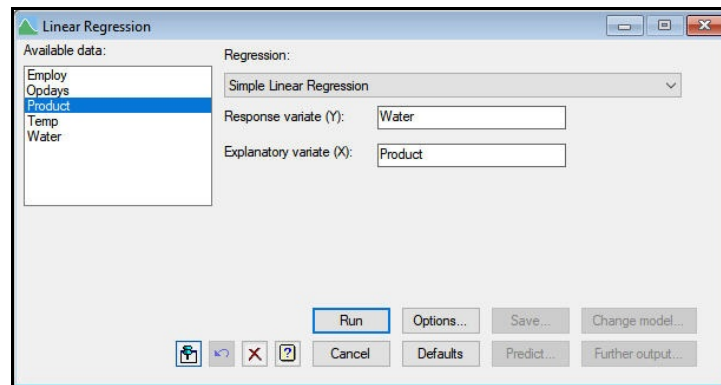 Linear Regression
Available data:
Employ
Opdays
Product
Temp
Water
Regression:
Simple Linear Regression
Response variate (Y): Water
Explanatory variate (X): Product
Run Options... Save... Change model...
? Cancel Defaults Predict... Further output...